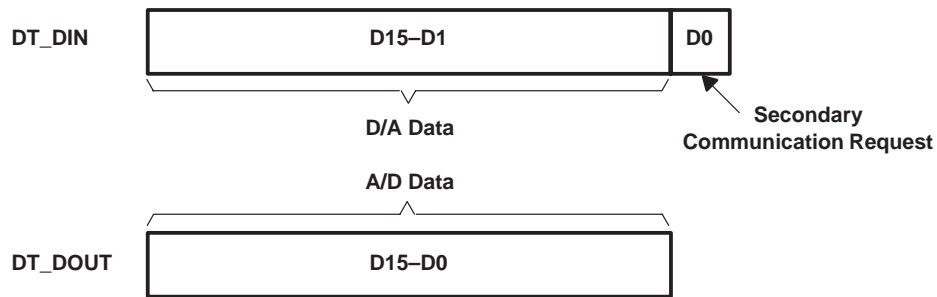 DT_DIN D15–D1 D0
D/A Data
Secondary
Communication Request
A/D Data
DT_DOUT D15–D0